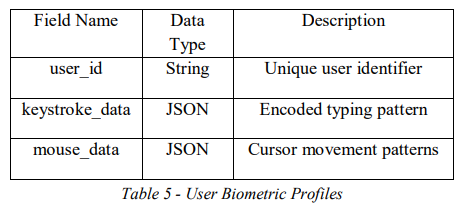 Field Name Data Type Description
user_id String Unique user identifier
keystroke_data JSON Encoded typing pattern
mouse_data JSON Cursor movement patterns
Table 5 - User Biometric Profiles